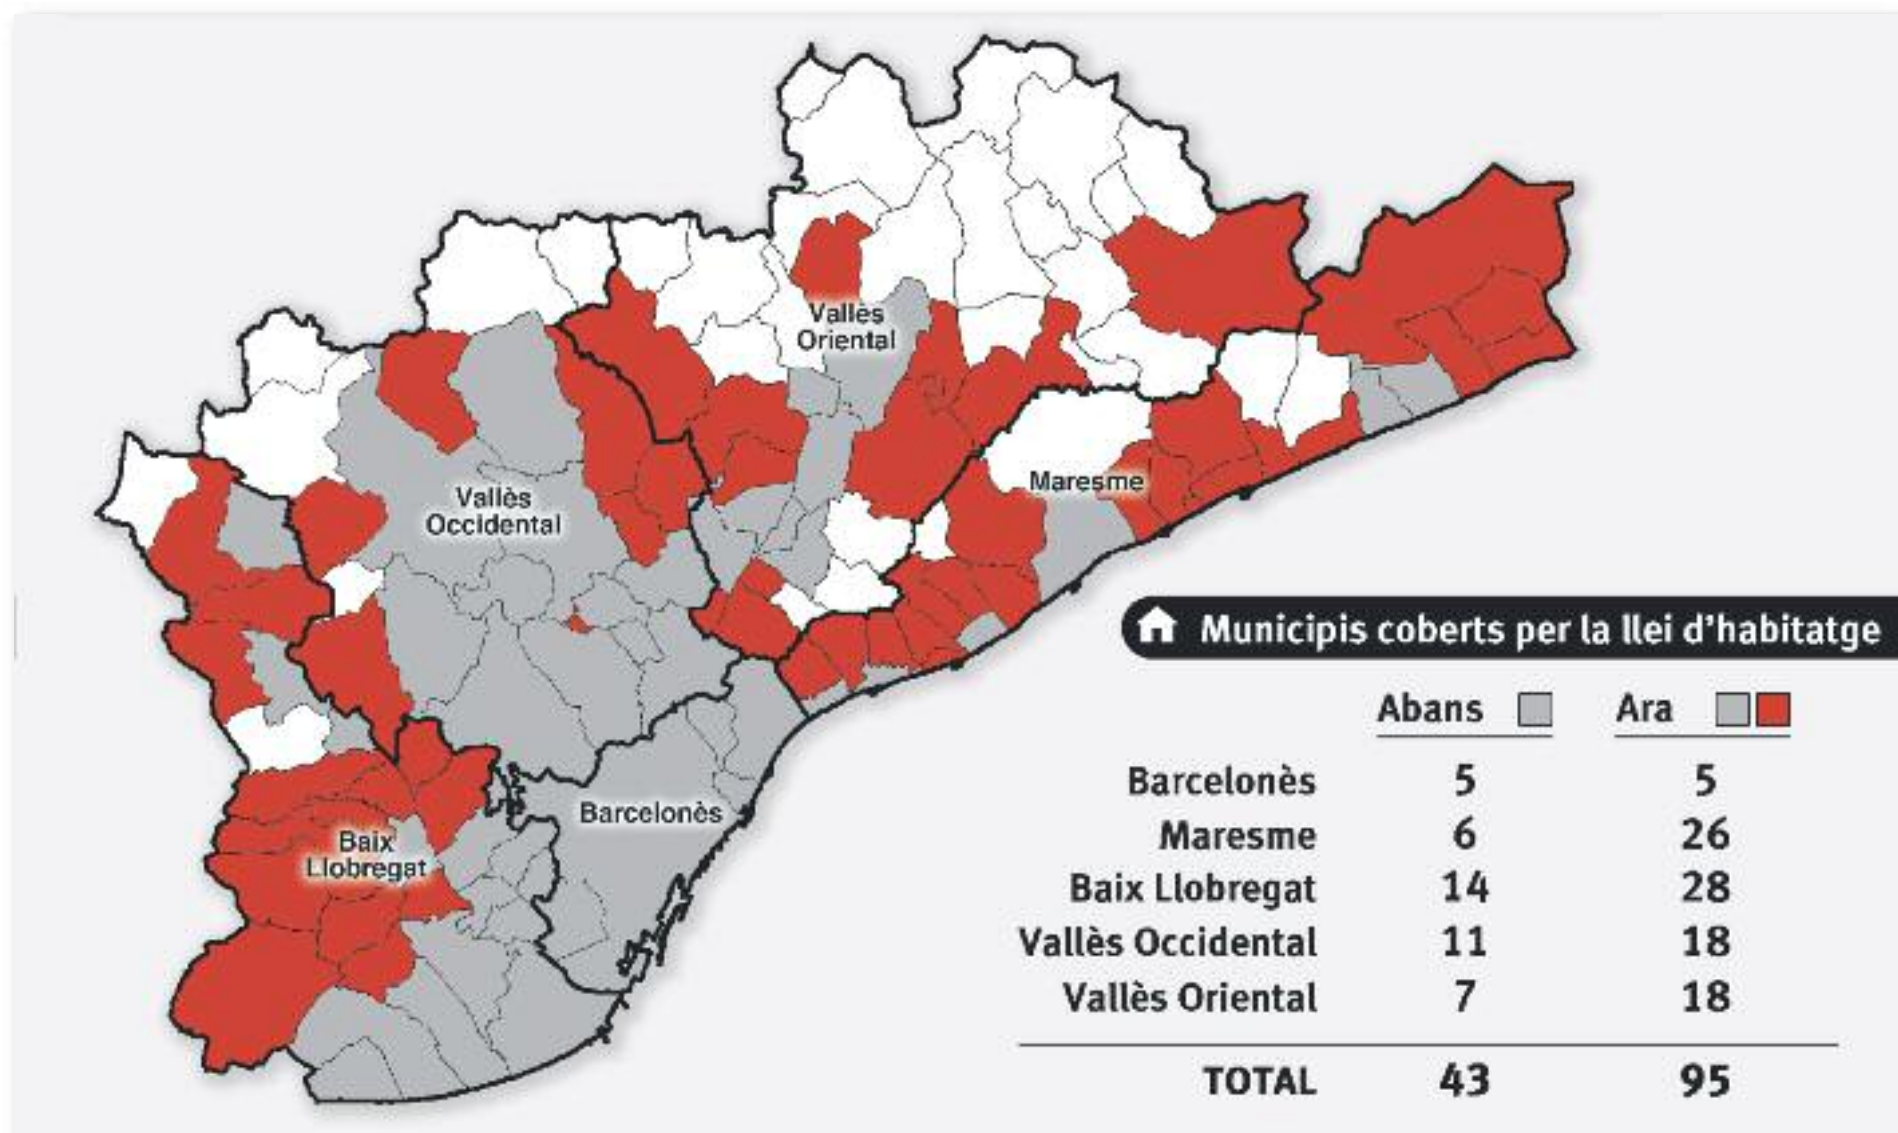 Vallès
Oriental
Vallès
Occidental
Maresme
Barcelonès
Baix
Llobregat
Municipis coberts per la llei d'habitatge
Abans Ara
Barcelonès 5 5
Maresme 6 26
Baix Llobregat 14 28
Vallès Occidental 11 18
Vallès Oriental 7 18
TOTAL 43 95